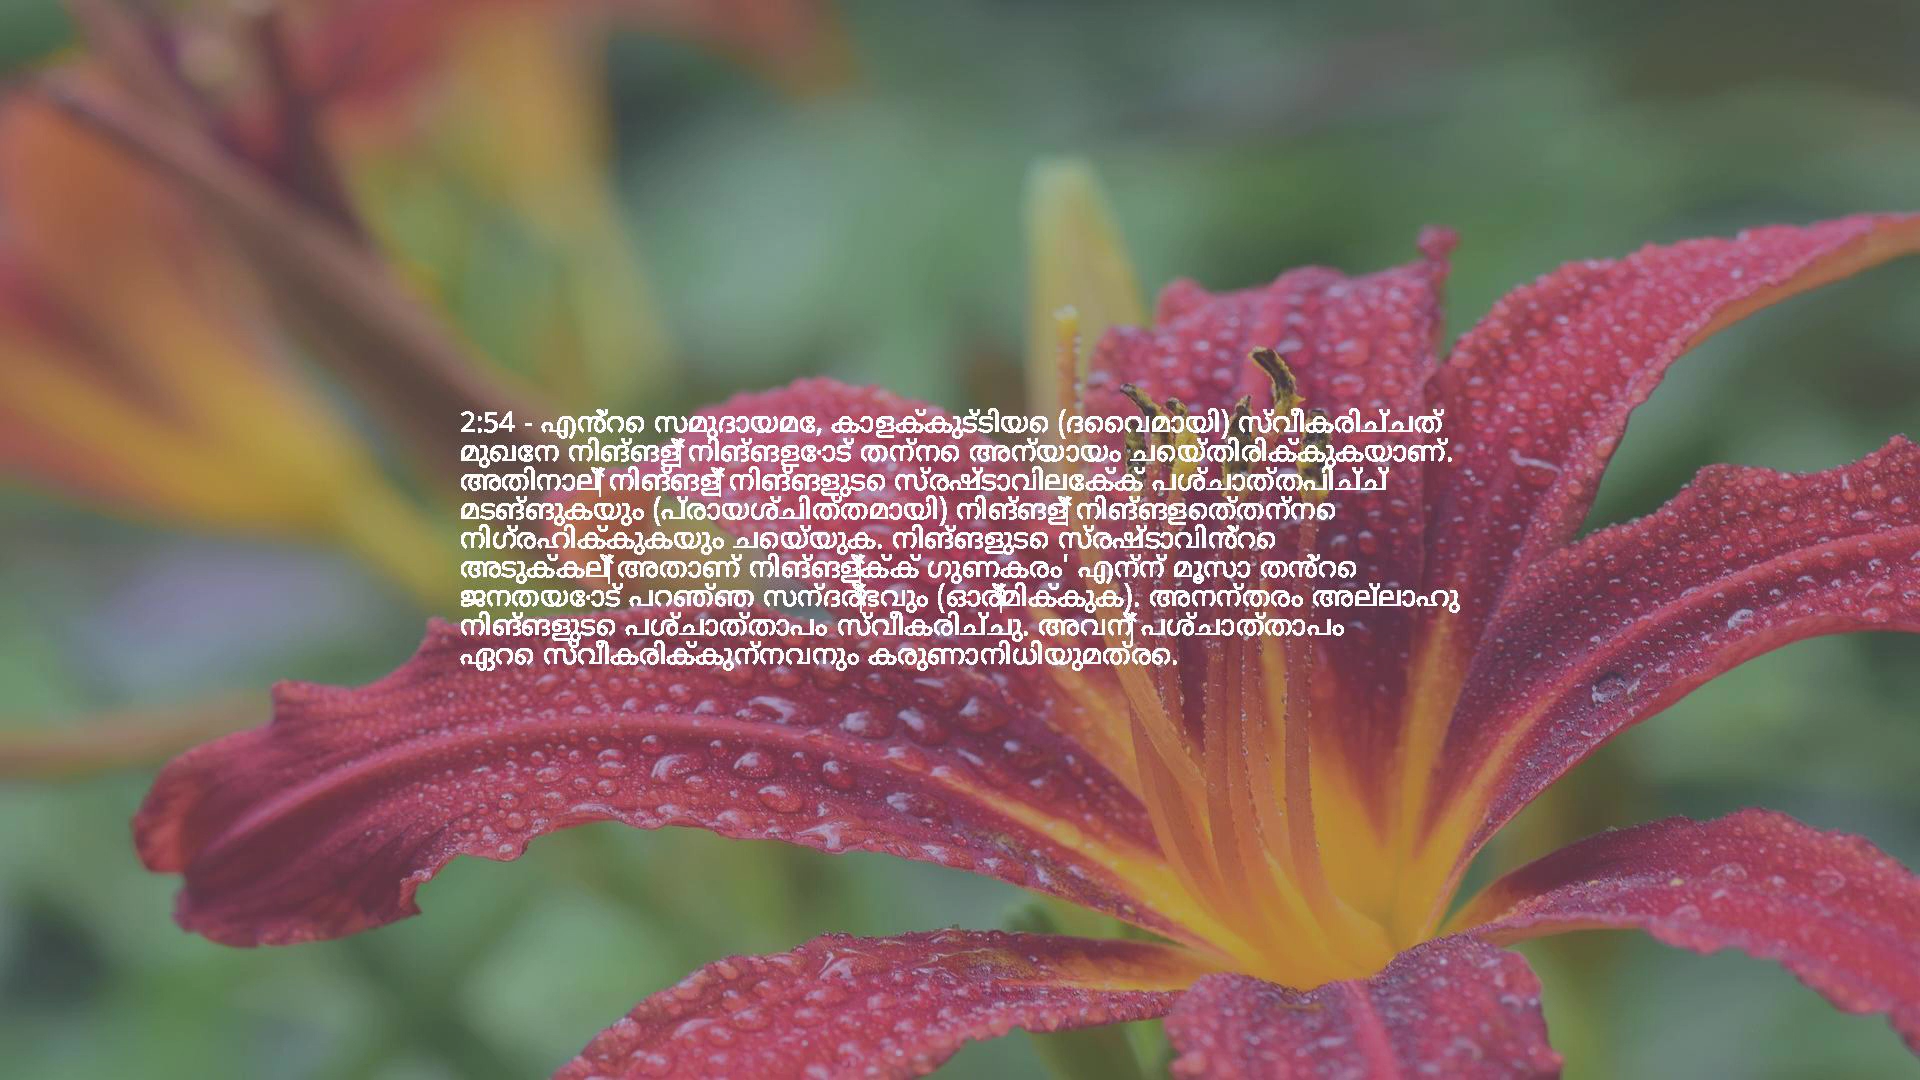 2:54 - എന്‍റെ സമുദായമേ, കാളക്കുട്ടിയെ (ദൈവമായി) സ്വീകരിച്ചത്
മുഖേന നിങ്ങള്‍ നിങ്ങളോട് തന്നെ അന്യായം ചെയ്തിരിക്കുകയാണ്.
അതിനാല്‍ നിങ്ങള്‍ നിങ്ങളുടെ സ്രഷ്ടാവിലേക്ക് പശ്ചാത്തപിച്ച്
മടങ്ങുകയും (പ്രായശ്ചിത്തമായി) നിങ്ങള്‍ നിങ്ങളെത്തന്നെ
നിഗ്രഹിക്കുകയും ചെയ്യുക. നിങ്ങളുടെ സ്രഷ്ടാവിന്‍റെ
അടുക്കല്‍ അതാണ് നിങ്ങള്‍ക്ക് ഗുണകരം' എന്ന് മൂസാ തന്‍റെ
ജനതയോട് പറഞ്ഞ സന്ദര്‍ഭവും (ഓര്‍മിക്കുക). അനന്തരം അല്ലാഹു
നിങ്ങളുടെ പശ്ചാത്താപം സ്വീകരിച്ചു. അവന്‍ പശ്ചാത്താപം
ഏറെ സ്വീകരിക്കുന്നവനും കരുണാനിധിയുമത്രെ.